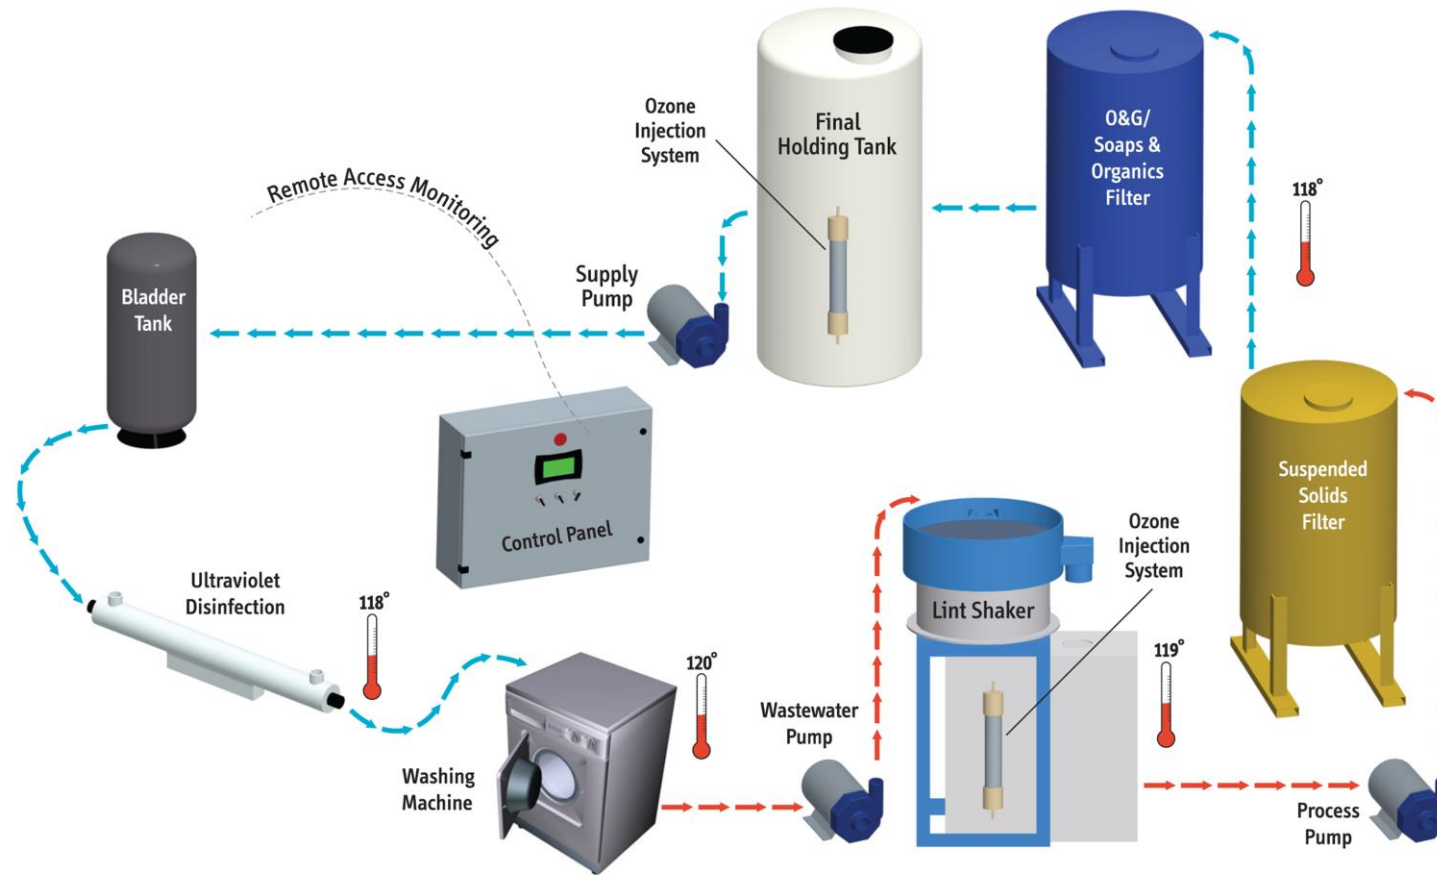 Ozone
Injection
System
Final
Holding Tank
O&G/
Soaps &
Organics
Filter
118°
Remote Access Monitoring
Bladder
Tank
Supply
Pump
Suspended
Solids
Filter
Control Panel
Ultraviolet
Disinfection
118°
Washing
Machine
120°
Wastewater
Pump
Lint Shaker
Ozone
Injection
System
119°
Process
Pump